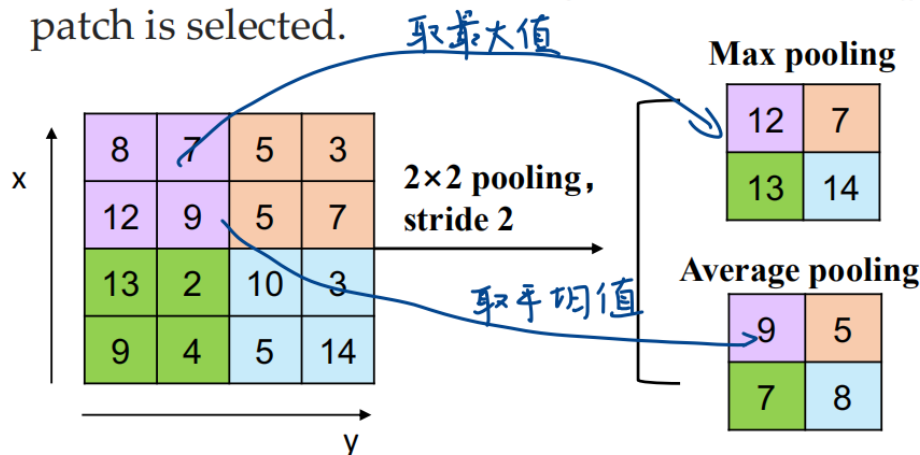 patch is selected.
取最大值
Max pooling
12 7
13 14
8 7 5 3
12 9 5 7
13 2 10 3
9 4 5 14
x
y
2×2 pooling,
stride 2
取平均值
Average pooling
9 5
7 8